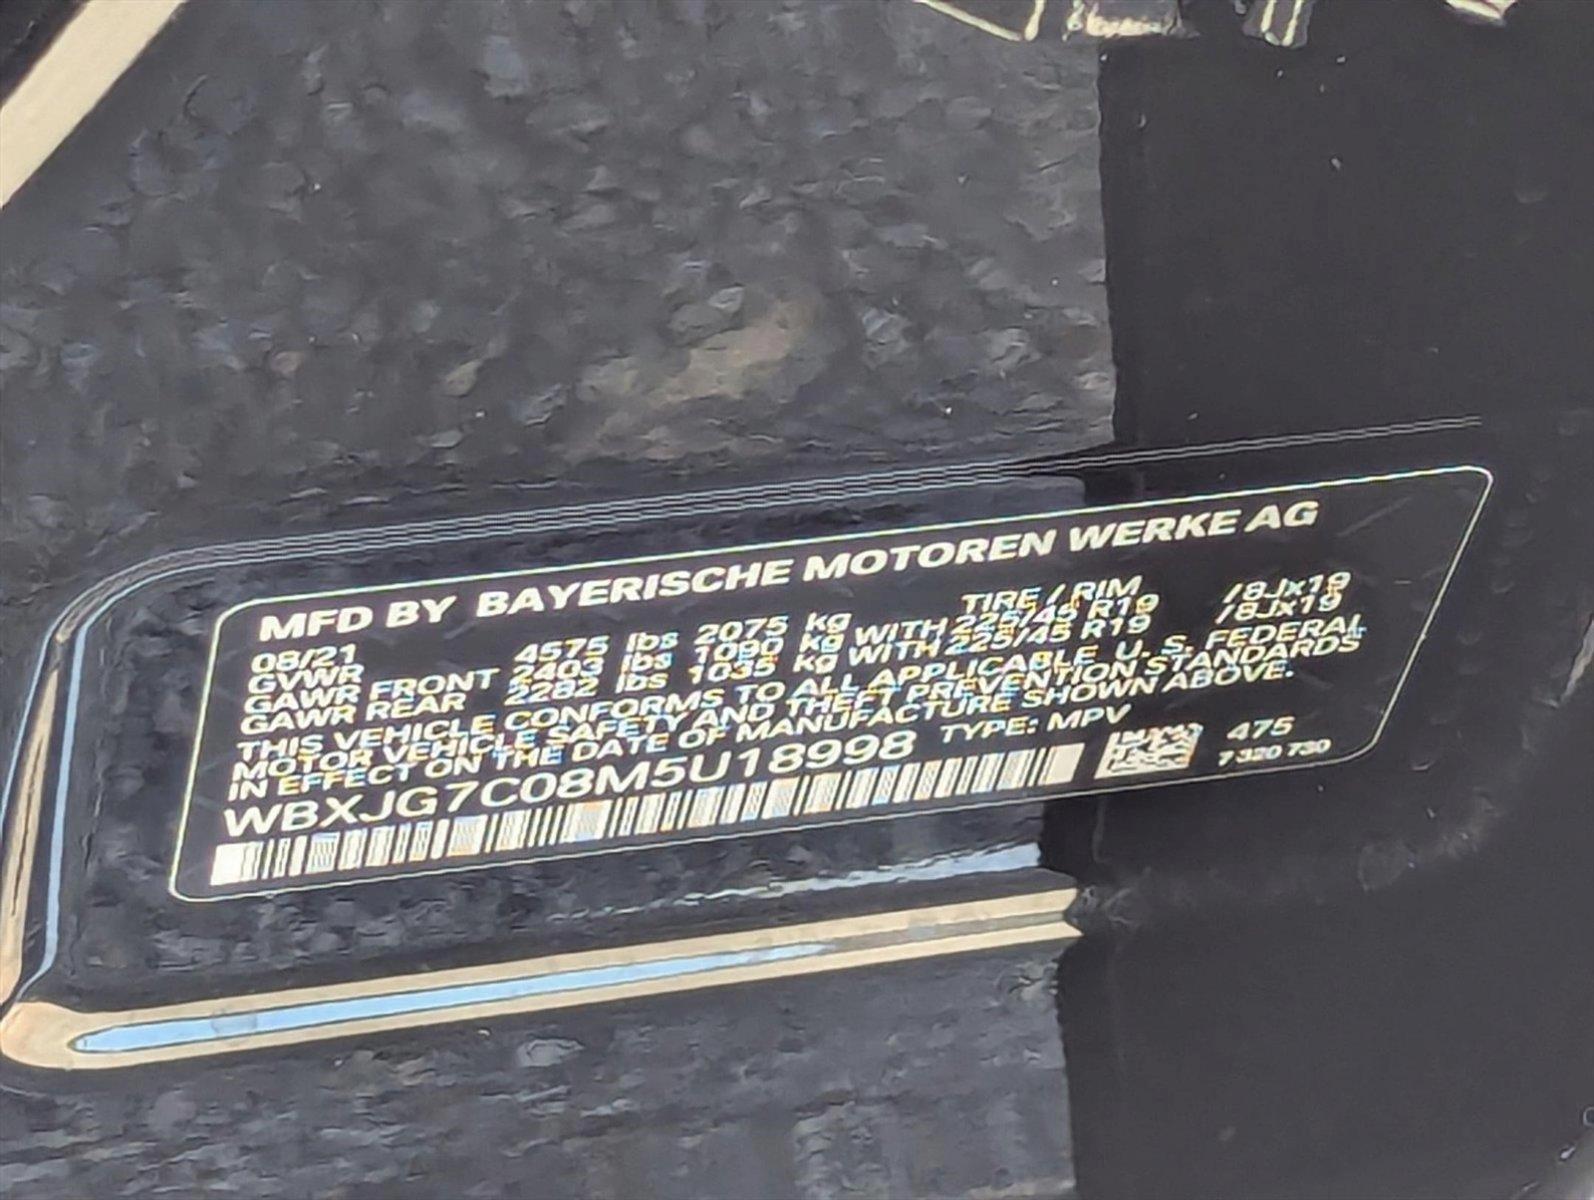 MFD BY BAYERISCHE MOTOREN WERKE AG
08/21 TIRE / RIM
GVWR 4575 lbs 2075 kg
GAWR FRONT 2403 lbs 1090 kg WITH 225/45 R19 /8Jx19
GAWR REAR 2282 lbs 1035 kg WITH 225/45 R19 /8Jx19
THIS VEHICLE CONFORMS TO ALL APPLICABLE U. S. FEDERAL
MOTOR VEHICLE SAFETY AND THEFT PREVENTION STANDARDS
IN EFFECT ON THE DATE OF MANUFACTURE SHOWN ABOVE.
WBXJG7C08M5U18998 TYPE: MPV
475
7 320 730